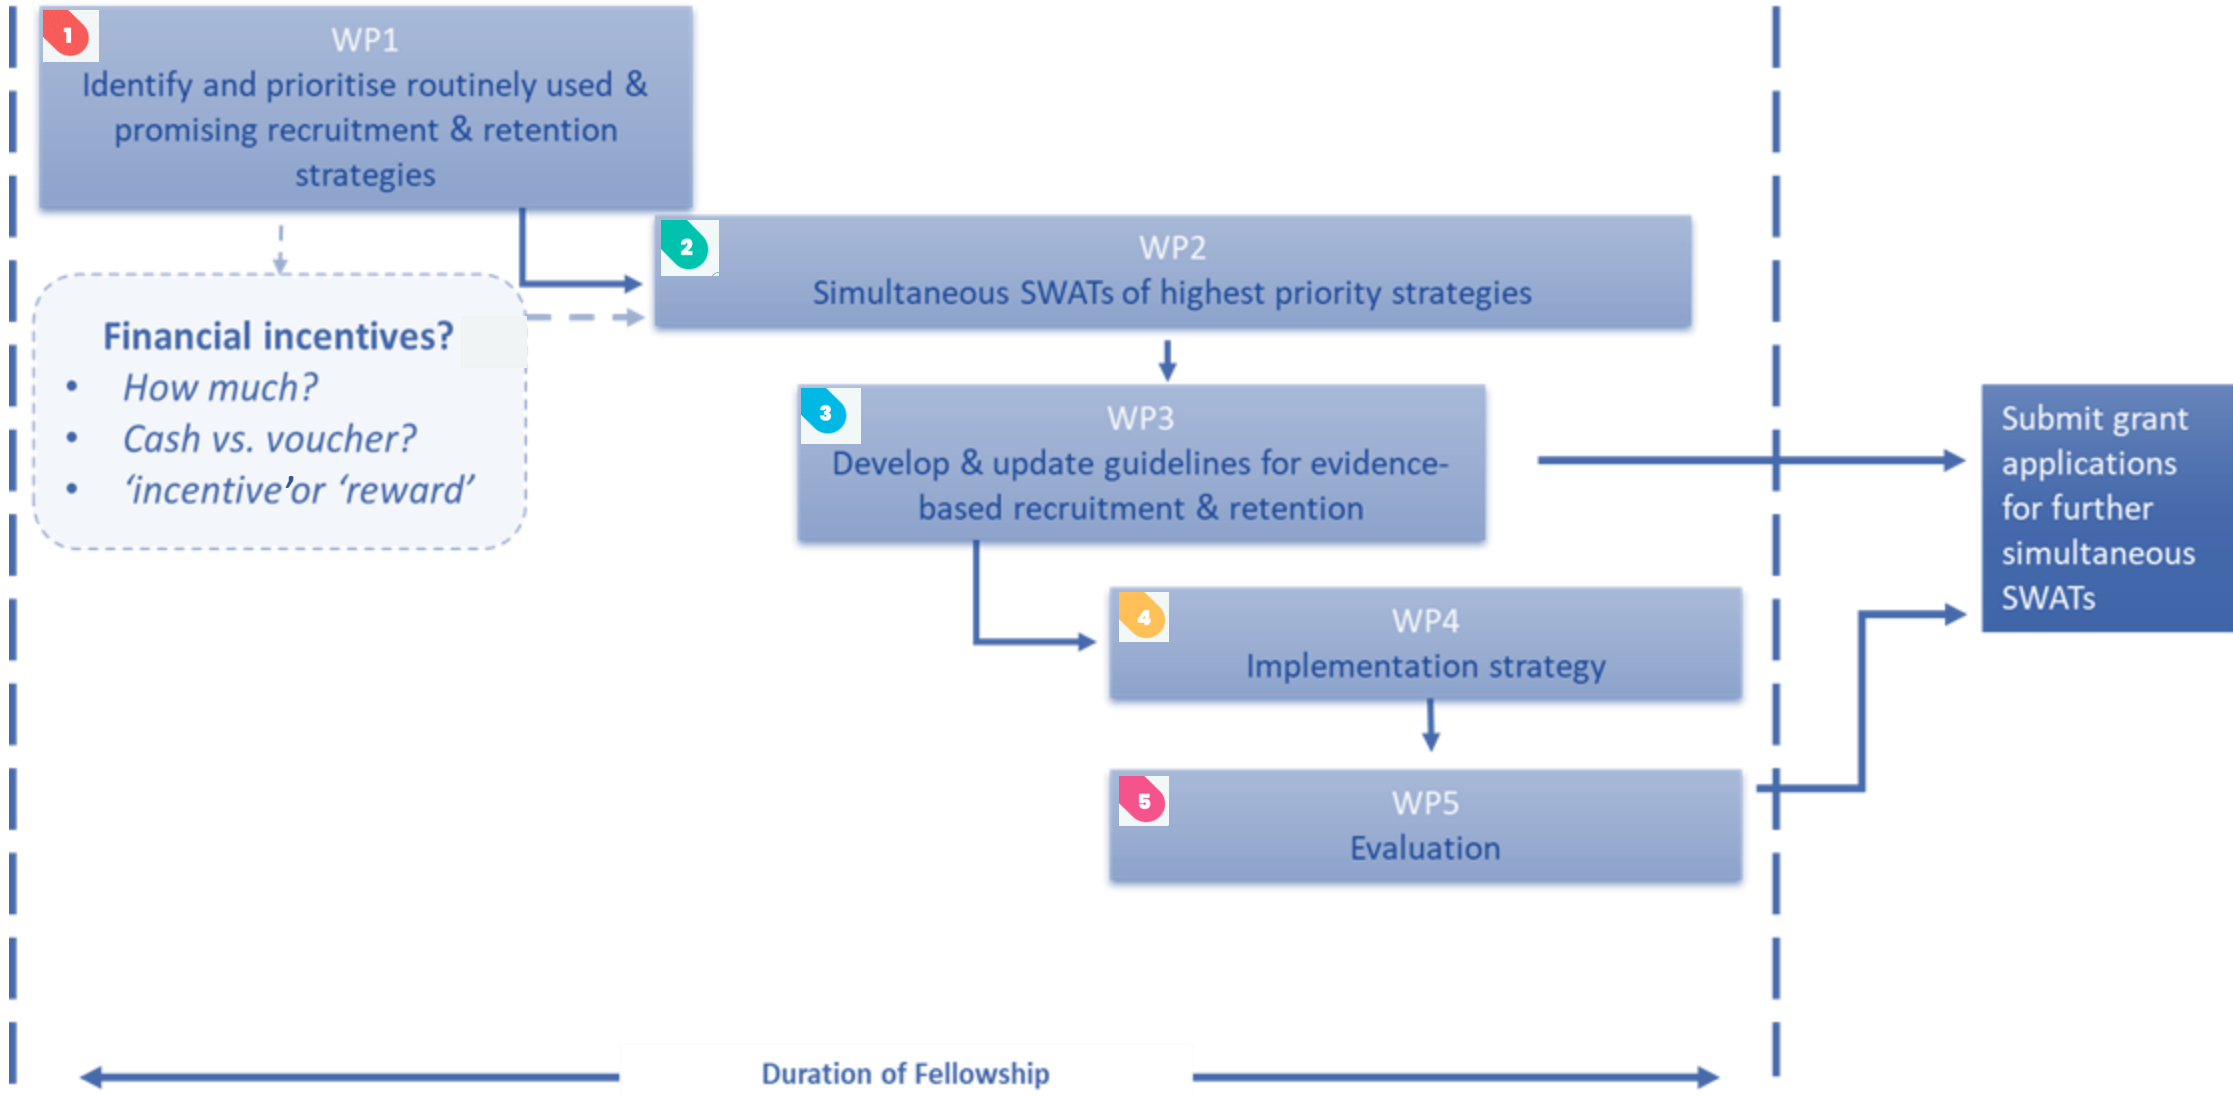 1
WP1
Identify and prioritise routinely used &
promising recruitment & retention
strategies
2
WP2
Simultaneous SWATs of highest priority strategies
Financial incentives?
• How much?
• Cash vs. voucher?
• ‘incentive’or ‘reward’
3
WP3
Develop & update guidelines for evidence-
based recruitment & retention
Submit grant
applications
for further
simultaneous
SWATs
4
WP4
Implementation strategy
5
WP5
Evaluation
Duration of Fellowship